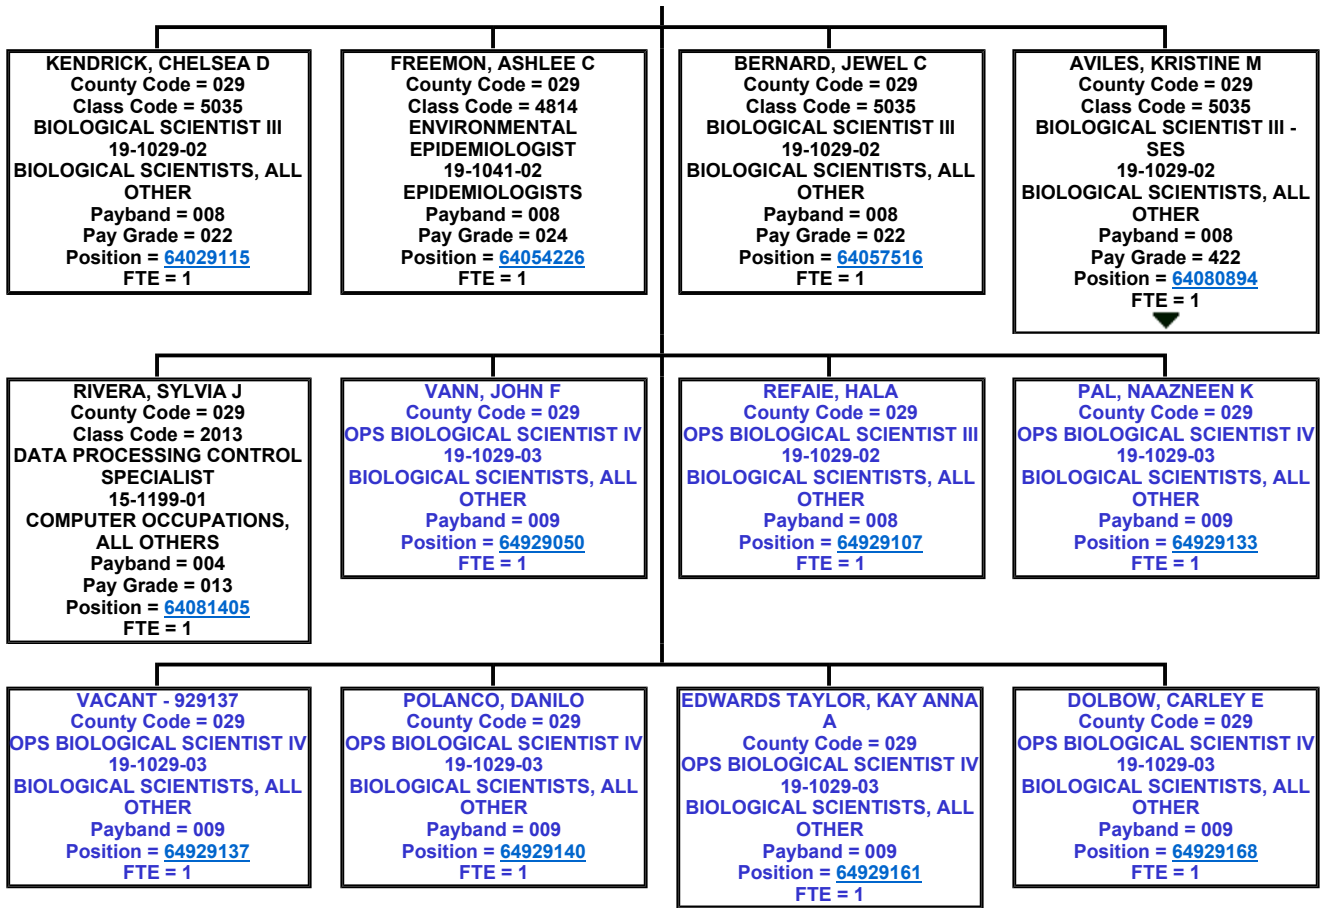 KENDRICK, CHELSEA D
County Code = 029
Class Code = 5035
BIOLOGICAL SCIENTIST III
19-1029-02
BIOLOGICAL SCIENTISTS, ALL
OTHER
Payband = 008
Pay Grade = 022
Position = 64029115
FTE = 1
FREEMON, ASHLEE C
County Code = 029
Class Code = 4814
ENVIRONMENTAL
EPIDEMIOLOGIST
19-1041-02
EPIDEMIOLOGISTS
Payband = 008
Pay Grade = 024
Position = 64054226
FTE = 1
BERNARD, JEWEL C
County Code = 029
Class Code = 5035
BIOLOGICAL SCIENTIST III
19-1029-02
BIOLOGICAL SCIENTISTS, ALL
OTHER
Payband = 008
Pay Grade = 022
Position = 64057516
FTE = 1
AVILES, KRISTINE M
County Code = 029
Class Code = 5035
BIOLOGICAL SCIENTIST III -
SES
19-1029-02
BIOLOGICAL SCIENTISTS, ALL
OTHER
Payband = 008
Pay Grade = 422
Position = 64080894
FTE = 1
RIVERA, SYLVIA J
County Code = 029
Class Code = 2013
DATA PROCESSING CONTROL
SPECIALIST
15-1199-01
COMPUTER OCCUPATIONS,
ALL OTHERS
Payband = 004
Pay Grade = 013
Position = 64081405
FTE = 1
VANN, JOHN F
County Code = 029
OPS BIOLOGICAL SCIENTIST IV
19-1029-03
BIOLOGICAL SCIENTISTS, ALL
OTHER
Payband = 009
Position = 64929050
FTE = 1
REFAIE, HALA
County Code = 029
OPS BIOLOGICAL SCIENTIST III
19-1029-02
BIOLOGICAL SCIENTISTS, ALL
OTHER
Payband = 008
Position = 64929107
FTE = 1
PAL, NAAZNEEN K
County Code = 029
OPS BIOLOGICAL SCIENTIST IV
19-1029-03
BIOLOGICAL SCIENTISTS, ALL
OTHER
Payband = 009
Position = 64929133
FTE = 1
VACANT - 929137
County Code = 029
OPS BIOLOGICAL SCIENTIST IV
19-1029-03
BIOLOGICAL SCIENTISTS, ALL
OTHER
Payband = 009
Position = 64929137
FTE = 1
POLANCO, DANILO
County Code = 029
OPS BIOLOGICAL SCIENTIST IV
19-1029-03
BIOLOGICAL SCIENTISTS, ALL
OTHER
Payband = 009
Position = 64929140
FTE = 1
EDWARDS TAYLOR, KAY ANNA
A
County Code = 029
OPS BIOLOGICAL SCIENTIST IV
19-1029-03
BIOLOGICAL SCIENTISTS, ALL
OTHER
Payband = 009
Position = 64929161
FTE = 1
DOLBOW, CARLEY E
County Code = 029
OPS BIOLOGICAL SCIENTIST IV
19-1029-03
BIOLOGICAL SCIENTISTS, ALL
OTHER
Payband = 009
Position = 64929168
FTE = 1